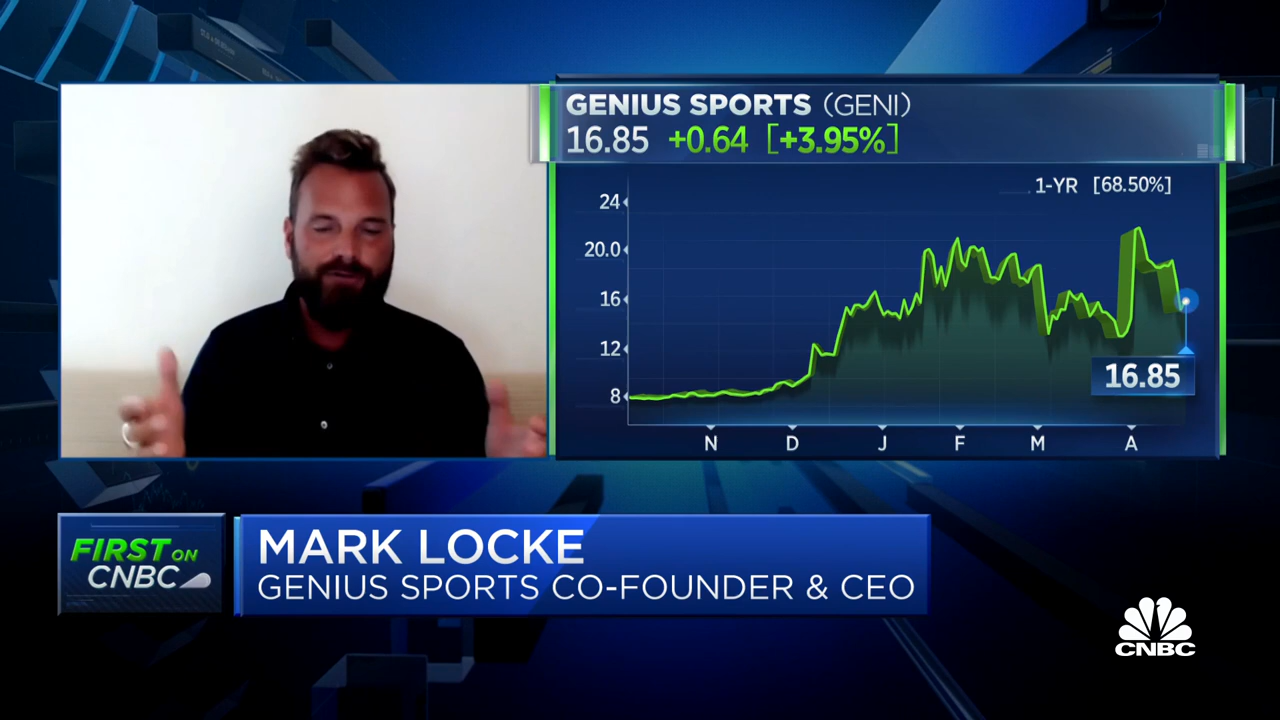 GENIUS SPORTS (GENI)
16.85 +0.64 [+3.95%]
1-YR [68.50%]
24
20.0
16
12
8
16.85
N D J F M A
FIRST ON
CNBC
MARK LOCKE
GENIUS SPORTS CO-FOUNDER & CEO
CNBC